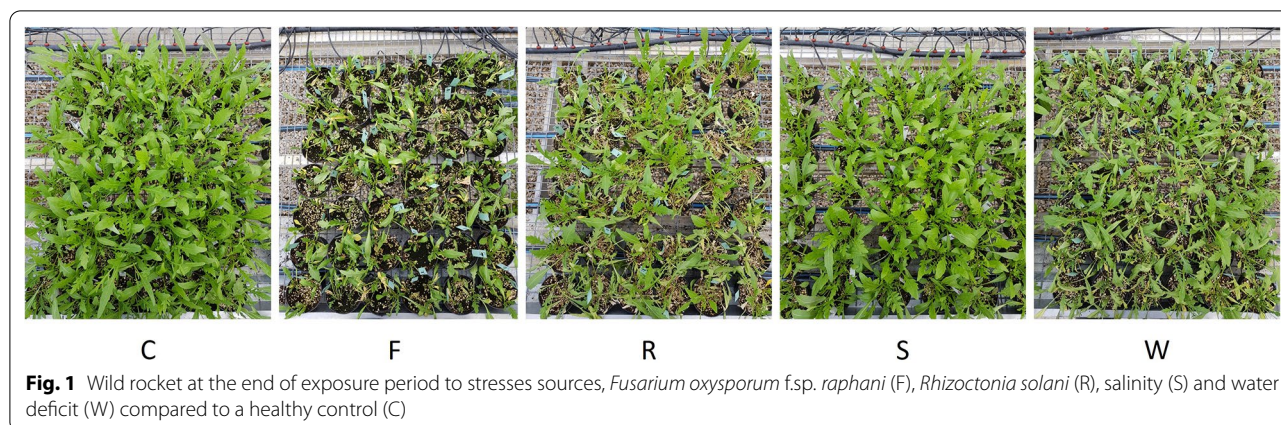 C F R S W
Fig. 1 Wild rocket at the end of exposure period to stresses sources, Fusarium oxysporum f.sp. raphani (F), Rhizoctonia solani (R), salinity (S) and water
deficit (W) compared to a healthy control (C)